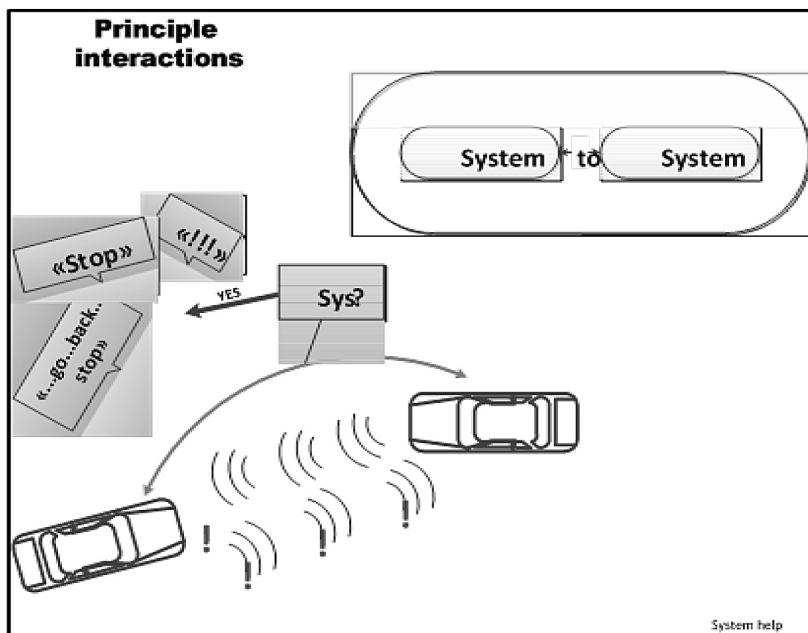 Principle
interactions
System
to
System
«!!!»
«Stop»
YES
Sys?
«...go...back..
stop»
!
!
!
!
System help